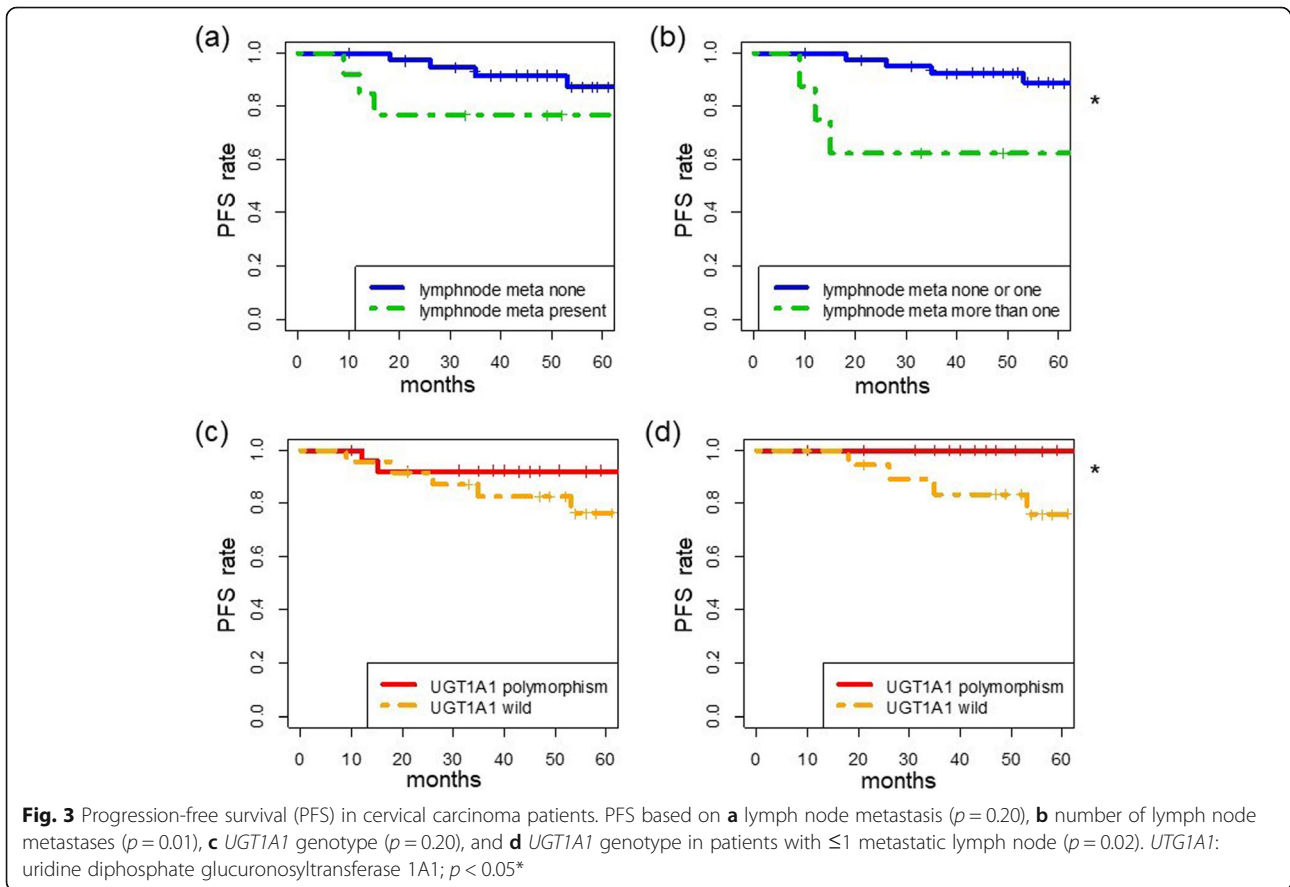 (a)
PFS rate
0.0 0.2 0.4 0.6 0.8 1.0
lymphnode meta none
lymphnode meta present
0 10 20 30 40 50 60
months
(b)
*
PFS rate
0.0 0.2 0.4 0.6 0.8 1.0
lymphnode meta none or one
lymphnode meta more than one
0 10 20 30 40 50 60
months
(c)
PFS rate
0.0 0.2 0.4 0.6 0.8 1.0
UGT1A1 polymorphism
UGT1A1 wild
0 10 20 30 40 50 60
months
(d)
*
PFS rate
0.0 0.2 0.4 0.6 0.8 1.0
UGT1A1 polymorphism
UGT1A1 wild
0 10 20 30 40 50 60
months
Fig. 3 Progression-free survival (PFS) in cervical carcinoma patients. PFS based on a lymph node metastasis (p = 0.20), b number of lymph node
metastases (p = 0.01), c UGT1A1 genotype (p = 0.20), and d UGT1A1 genotype in patients with ≤1 metastatic lymph node (p = 0.02). UTG1A1:
uridine diphosphate glucuronosyltransferase 1A1; p < 0.05*